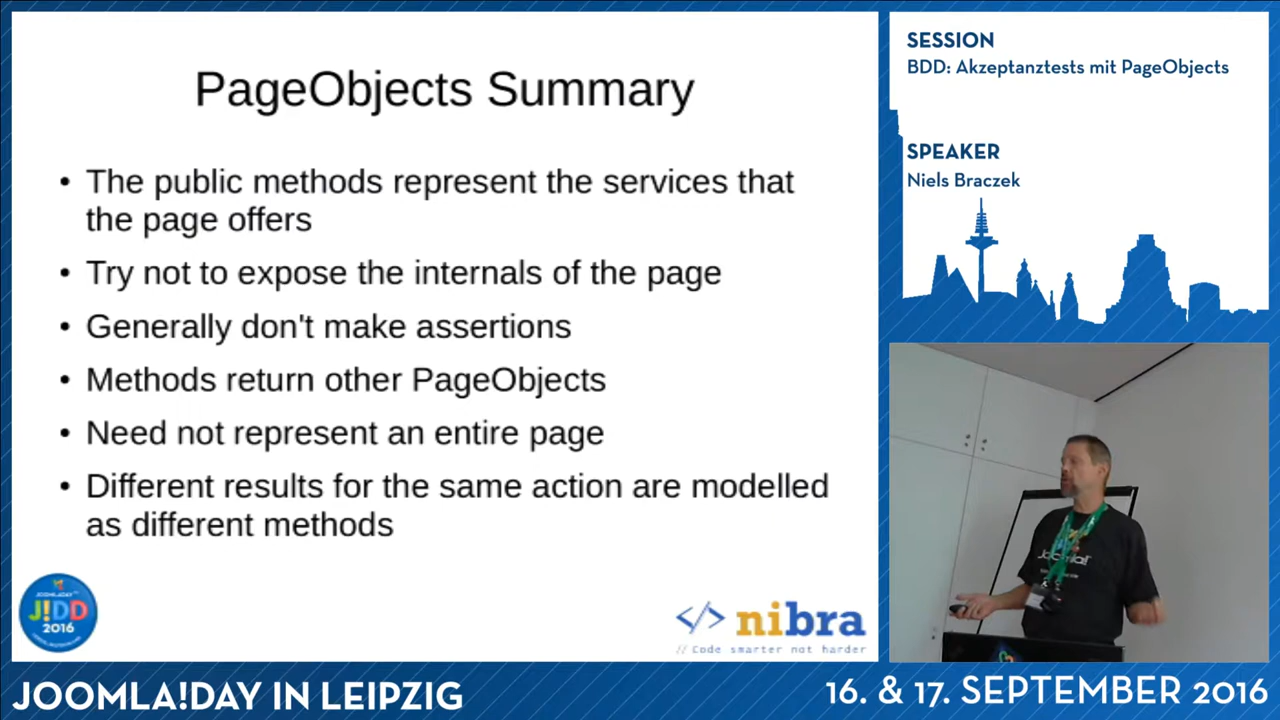 PageObjects Summary
• The public methods represent the services that
the page offers
• Try not to expose the internals of the page
• Generally don't make assertions
• Methods return other PageObjects
• Need not represent an entire page
• Different results for the same action are modelled
as different methods
JOOMLA!DAY
J!DD
2016
</> nibra
// Code smarter not harder
SESSION
BDD: Akzeptanztests mit PageObjects
SPEAKER
Niels Braczek
Joomla!
JOOMLA!DAY IN LEIPZIG
16. & 17. SEPTEMBER 2016